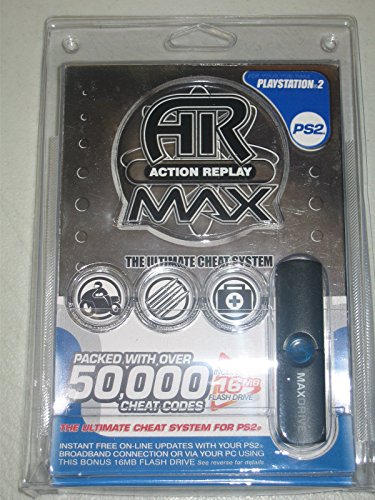 FOR YOUR
PLAYSTATION®2
PS2
AR
ACTION REPLAY
MAX
THE ULTIMATE CHEAT SYSTEM
PACKED WITH OVER
50,000
CHEAT CODES
16MB
FLASH DRIVE
MAXDRIVE
THE ULTIMATE CHEAT SYSTEM FOR PS2®
INSTANT FREE ON-LINE UPDATES WITH YOUR PS2®
BROADBAND CONNECTION OR VIA YOUR PC USING
THIS BONUS 16MB FLASH DRIVE See reverse for details